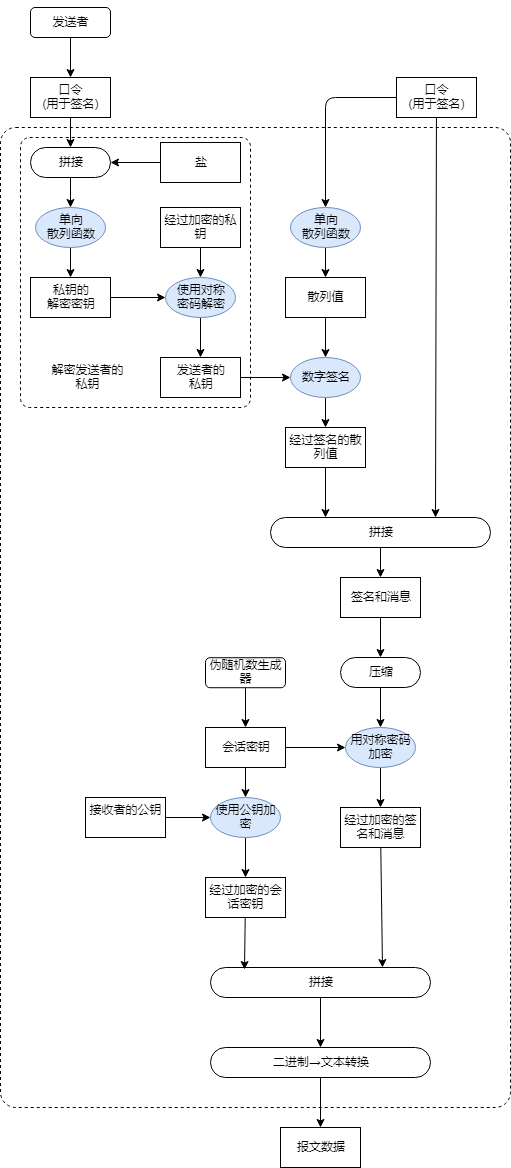 发送者
口令
(用于签名)
口令
(用于签名)
拼接
盐
单向
散列函数
经过加密的私
钥
单向
散列函数
私钥的
解密密钥
使用对称
密码解密
散列值
解密发送者的
私钥
发送者的
私钥
数字签名
经过签名的散
列值
拼接
签名和消息
伪随机数生成
器
压缩
会话密钥
用对称密码
加密
接收者的公钥
使用公钥加
密
经过加密的签
名和消息
经过加密的会
话密钥
拼接
二进制→文本转换
报文数据